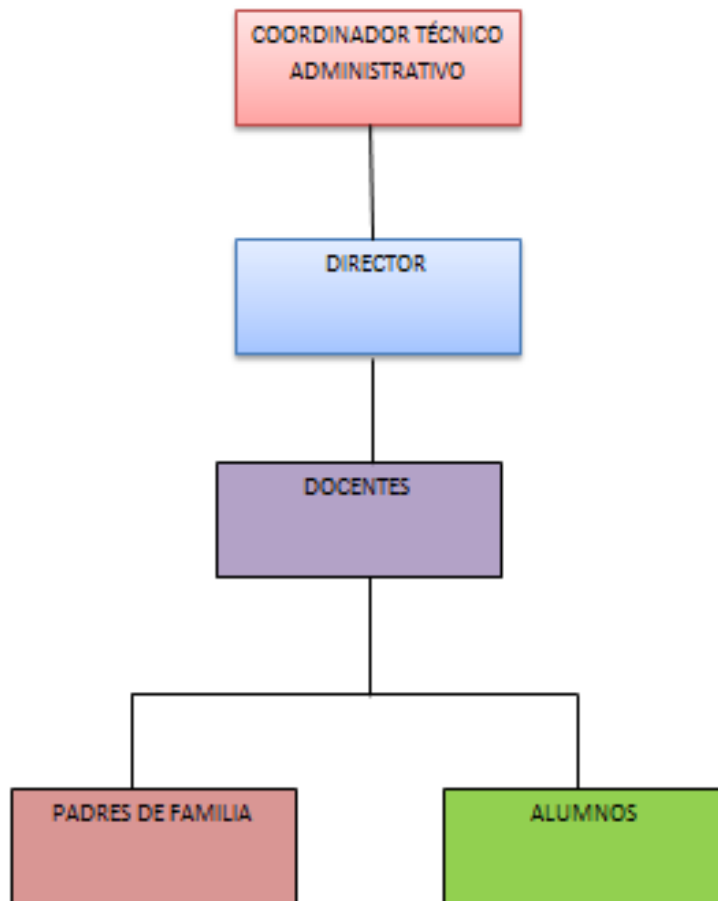 COORDINADOR TÉCNICO
ADMINISTRATIVO
DIRECTOR
DOCENTES
PADRES DE FAMILIA
ALUMNOS